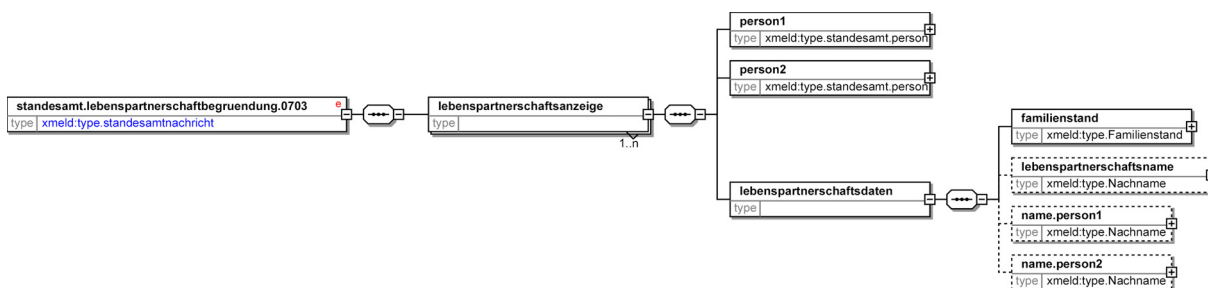 person1
type xmeld:type.standesamt.person
person2
type xmeld:type.standesamt.person
standesamt.lebenspartnerschaftbegruendung.0703 e
type xmeld:type.standesamtnachricht
lebenspartnerschaftsanzeige
type
1..n
lebenspartnerschaftsdaten
type
familienstand
type xmeld:type.Familienstand
lebenspartnerschaftsname
type xmeld:type.Nachname
name.person1
type xmeld:type.Nachname
name.person2
type xmeld:type.Nachname